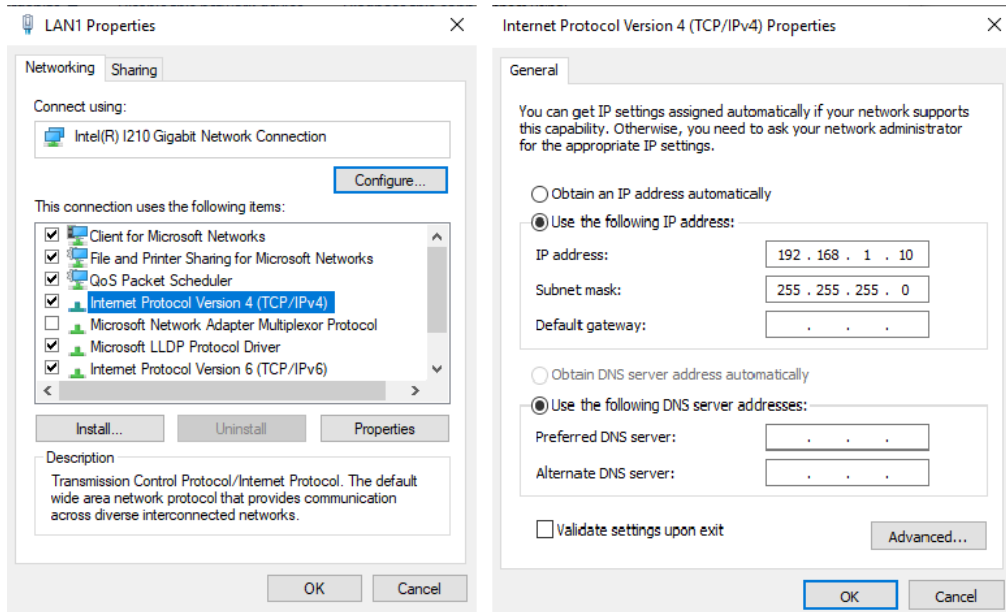 LAN1 Properties
Networking
Sharing
Connect using:
Intel(R) I210 Gigabit Network Connection
Configure...
This connection uses the following items:
Client for Microsoft Networks
File and Printer Sharing for Microsoft Networks
QoS Packet Scheduler
Internet Protocol Version 4 (TCP/IPv4)
Microsoft Network Adapter Multiplexor Protocol
Microsoft LLDP Protocol Driver
Internet Protocol Version 6 (TCP/IPv6)
Install...
Uninstall
Properties
Description
Transmission Control Protocol/Internet Protocol. The default
wide area network protocol that provides communication
across diverse interconnected networks.
OK
Cancel
Internet Protocol Version 4 (TCP/IPv4) Properties
General
You can get IP settings assigned automatically if your network supports
this capability. Otherwise, you need to ask your network administrator
for the appropriate IP settings.
Obtain an IP address automatically
Use the following IP address:
IP address:
192 . 168 . 1 . 10
Subnet mask:
255 . 255 . 255 . 0
Default gateway:
. . .
Obtain DNS server address automatically
Use the following DNS server addresses:
Preferred DNS server:
. . .
Alternate DNS server:
. . .
Validate settings upon exit
Advanced...
OK
Cancel